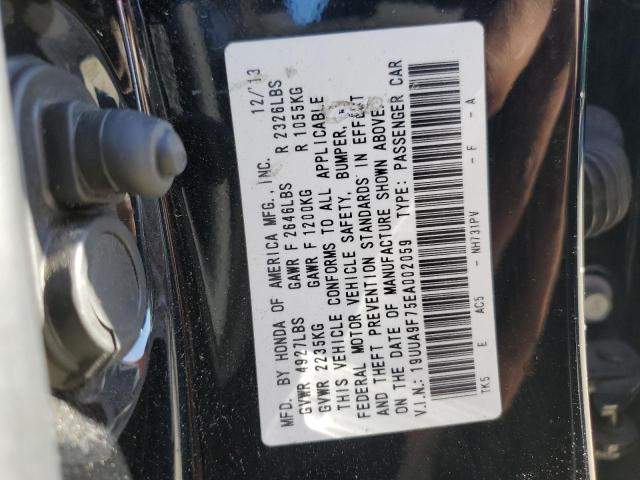 MFD. BY HONDA OF AMERICA MFG., INC. 12/13
GVWR 4927LBS GAWR F 2646LBS R 2326LBS
GVWR 2235KG GAWR F 1200KG R 1055KG
THIS VEHICLE CONFORMS TO ALL APPLICABLE
FEDERAL MOTOR VEHICLE SAFETY, BUMPER,
AND THEFT PREVENTION STANDARDS IN EFFECT
ON THE DATE OF MANUFACTURE SHOWN ABOVE.
V.I.N.: 19UUA9F75EA002059 TYPE: PASSENGER CAR
TK5 E AC5 - NH731PV - F - A